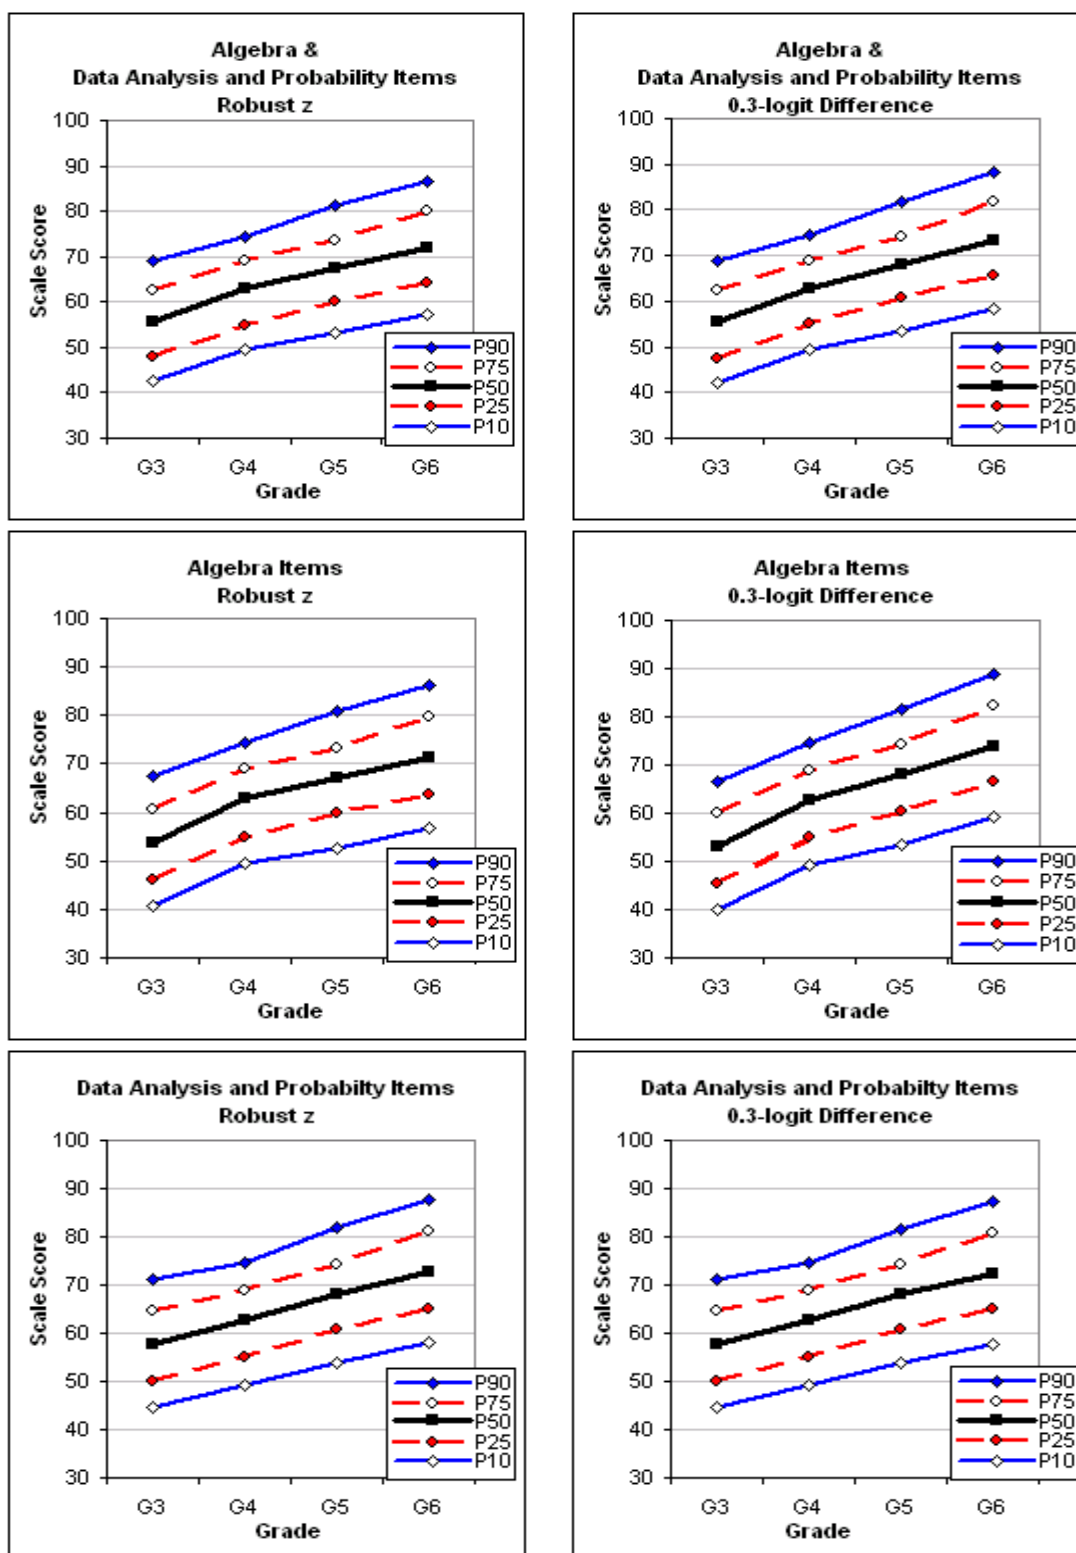 Algebra &
Data Analysis and Probability Items
Robust z
100
90
80
70
60
50
40
30
Scale Score
P90
P75
P50
P25
P10
G3 G4 G5 G6
Grade
Algebra &
Data Analysis and Probability Items
0.3-logit Difference
100
90
80
70
60
50
40
30
Scale Score
P90
P75
P50
P25
P10
G3 G4 G5 G6
Grade
Algebra Items
Robust z
100
90
80
70
60
50
40
30
Scale Score
P90
P75
P50
P25
P10
G3 G4 G5 G6
Grade
Algebra Items
0.3-logit Difference
100
90
80
70
60
50
40
30
Scale Score
P90
P75
P50
P25
P10
G3 G4 G5 G6
Grade
Data Analysis and Probabilty Items
Robust z
100
90
80
70
60
50
40
30
Scale Score
P90
P75
P50
P25
P10
G3 G4 G5 G6
Grade
Data Analysis and Probabilty Items
0.3-logit Difference
100
90
80
70
60
50
40
30
Scale Score
P90
P75
P50
P25
P10
G3 G4 G5 G6
Grade